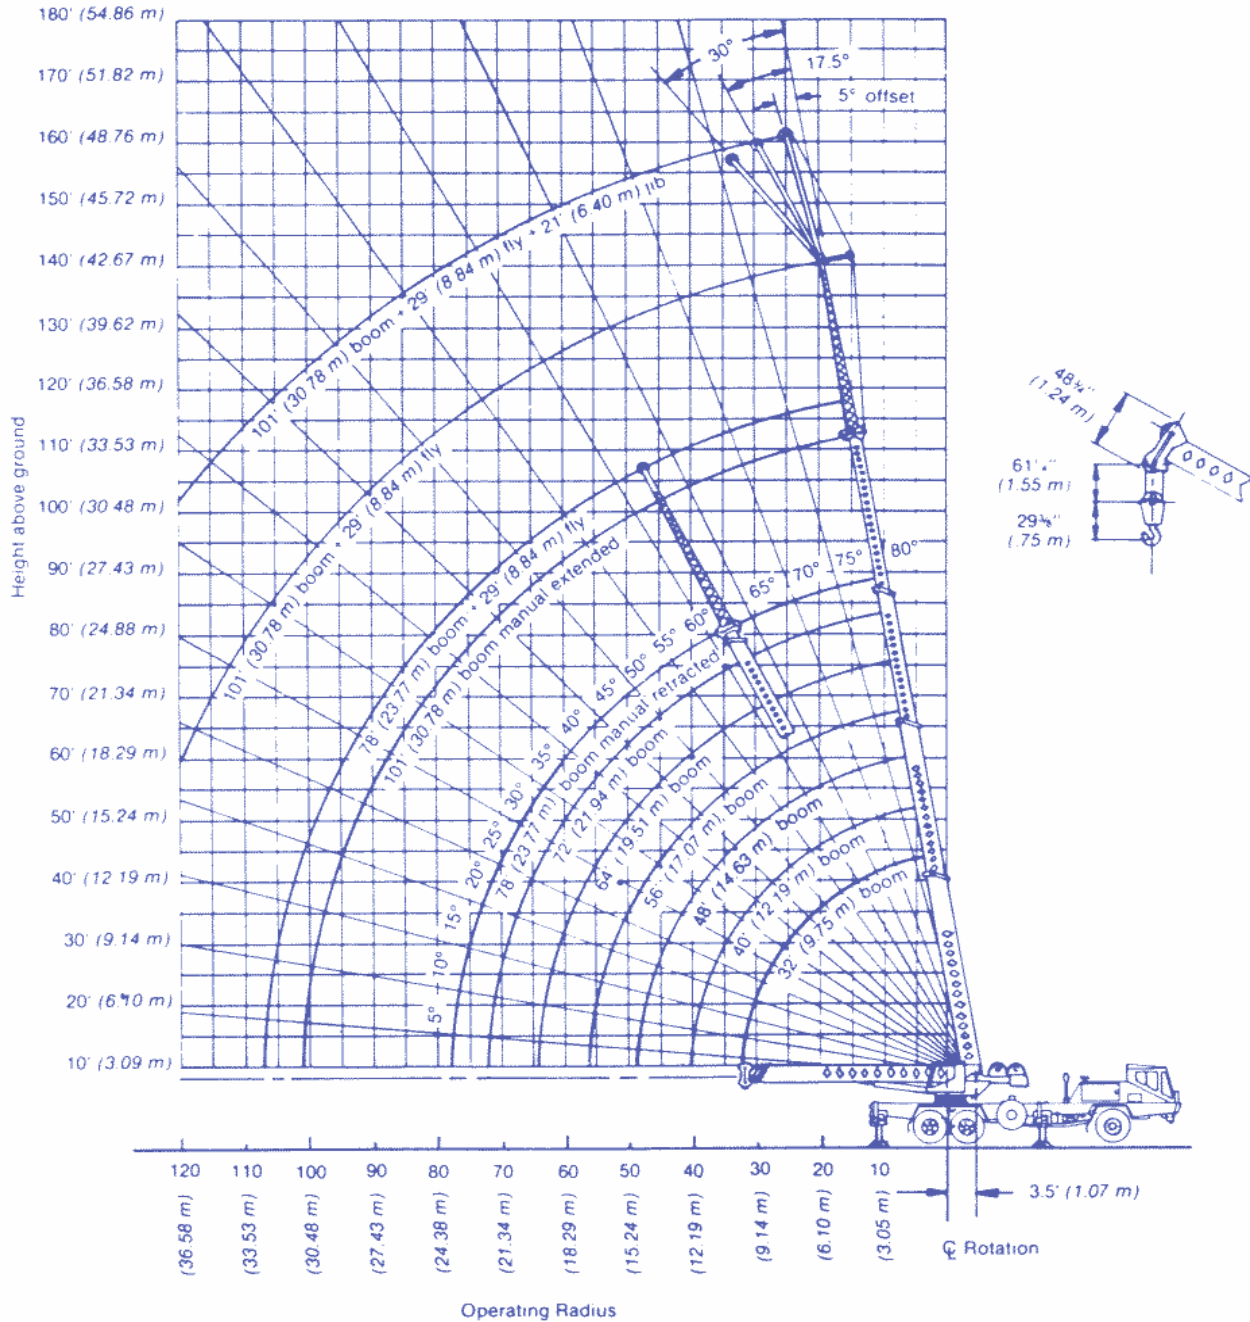 180' (54.86 m)
170' (51.82 m)
160' (48.76 m)
150' (45.72 m)
140' (42.67 m)
130' (39.62 m)
120' (36.58 m)
110' (33.53 m)
100' (30.48 m)
90' (27.43 m)
80' (24.88 m)
70' (21.34 m)
60' (18.29 m)
50' (15.24 m)
40' (12.19 m)
30' (9.14 m)
20' (6.10 m)
10' (3.09 m)
Height above ground
30°
17.5°
5° offset
101' (30.78 m) boom + 29' (8.84 m) fly + 21' (6.40 m) jib
101' (30.78 m) boom + 29' (8.84 m) fly
78' (23.77 m) boom + 29' (8.84 m) fly
101' (30.78 m) boom manual extended
78' (23.77 m) boom manual retracted
72' (21.94 m) boom
64' (19.51 m) boom
56' (17.07 m) boom
48' (14.63 m) boom
40' (12.19 m) boom
32' (9.75 m) boom
5°
10°
15°
20°
25°
30°
35°
40°
45°
50°
55°
60°
65°
70°
75°
80°
48¾"
(1.24 m)
61¼"
(1.55 m)
29⅜"
(.75 m)
120 110 100 90 80 70 60 50 40 30 20 10
(36.58 m) (33.53 m) (30.48 m) (27.43 m) (24.38 m) (21.34 m) (18.29 m) (15.24 m) (12.19 m) (9.14 m) (6.10 m) (3.05 m)
3.5' (1.07 m)
℄ Rotation
Operating Radius